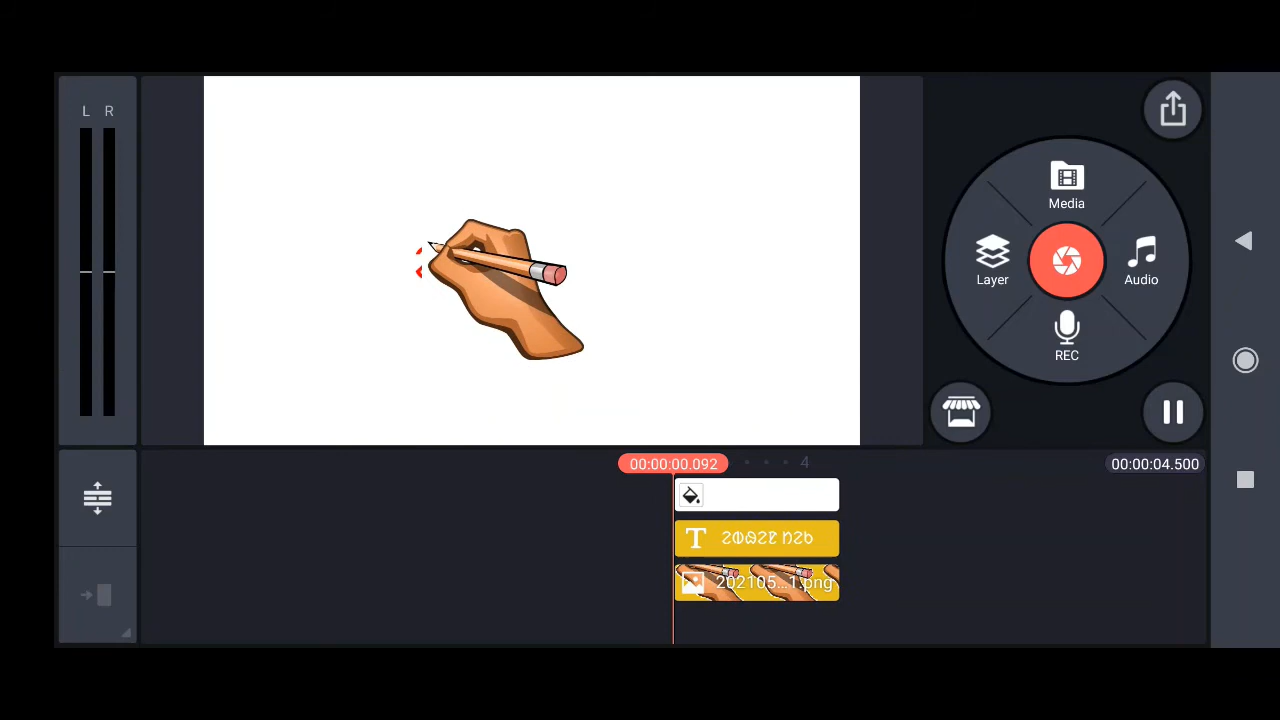 L R
Media
Layer
Audio
REC
00:00:00.092
4
00:00:04.500
T
202105...1.png